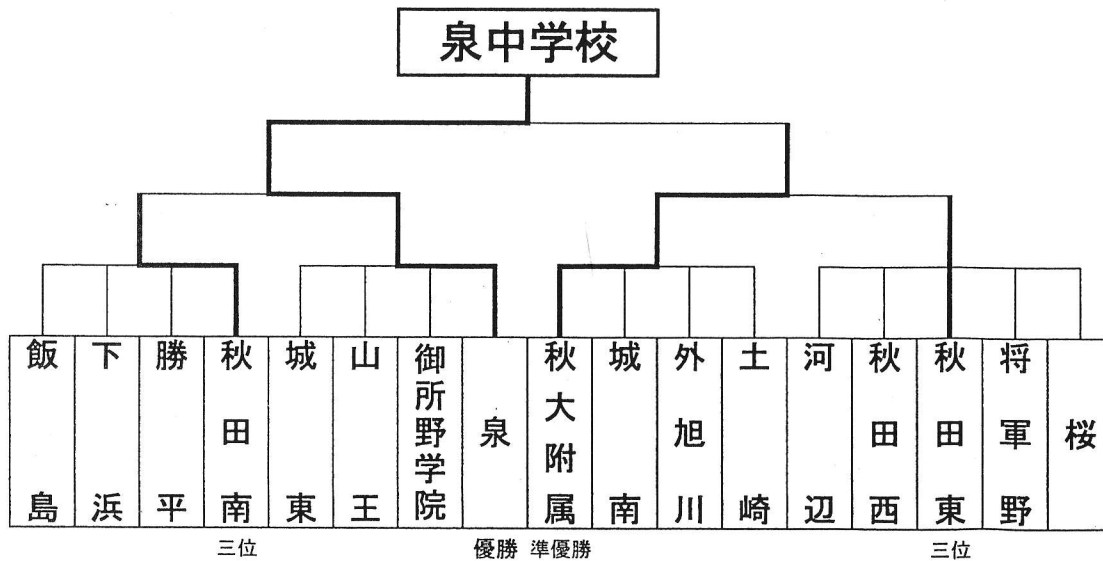 泉中学校
飯島
下浜
勝平
秋田南
城東
山王
御所野学院
泉
秋大附属
城南
外旭川
土崎
河辺
秋田西
秋田東
将軍野
桜
三位
優勝
準優勝
三位